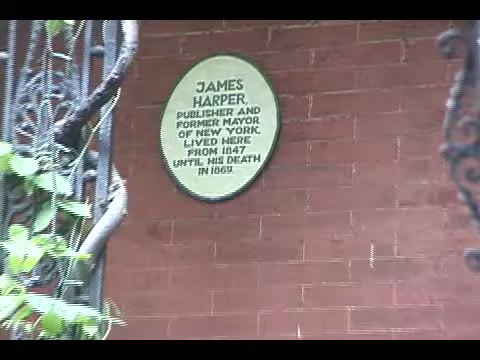 JAMES
HARPER,
PUBLISHER AND
FORMER MAYOR
OF NEW YORK,
LIVED HERE
FROM 1847
UNTIL HIS DEATH
IN 1869.